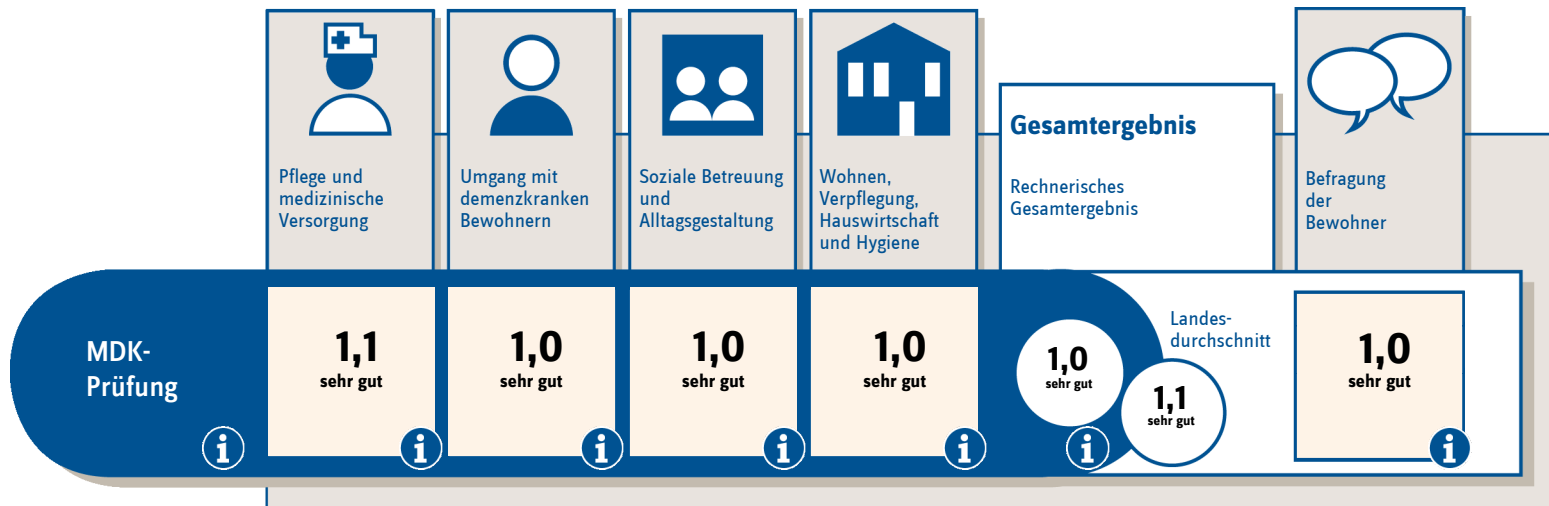 Pflege und
medizinische
Versorgung
Umgang mit
demenzkranken
Bewohnern
Soziale Betreuung
und
Alltagsgestaltung
Wohnen,
Verpflegung,
Hauswirtschaft
und Hygiene
Gesamtergebnis
Rechnerisches
Gesamtergebnis
Befragung
der
Bewohner
MDK-
Prüfung
i
1,1
sehr gut
i
1,0
sehr gut
i
1,0
sehr gut
i
1,0
sehr gut
i
1,0
sehr gut
i
Landes-
durchschnitt
1,1
sehr gut
1,0
sehr gut
i